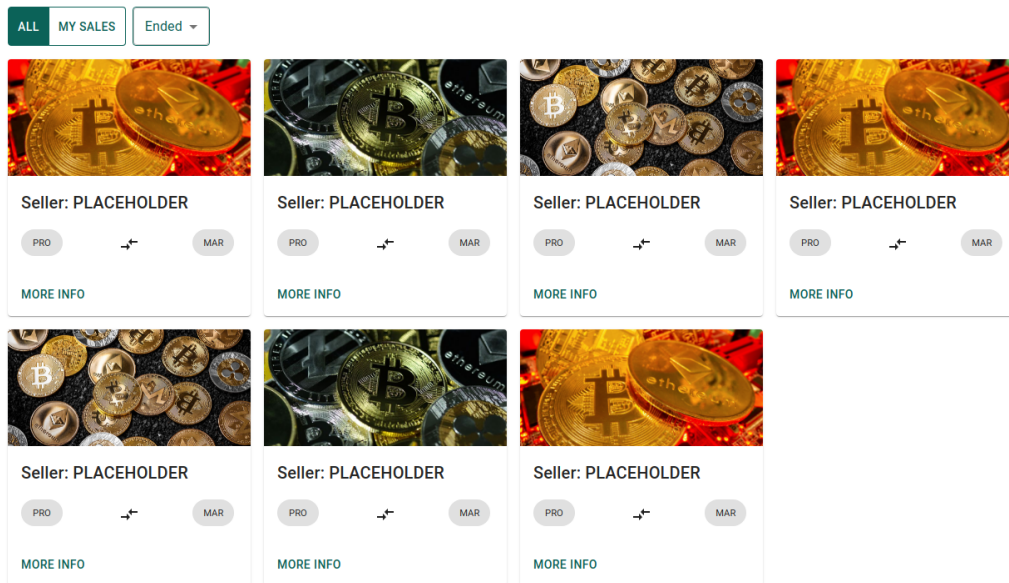 ALL MY SALES Ended
ethereum
Seller: PLACEHOLDER Seller: PLACEHOLDER Seller: PLACEHOLDER Seller: PLACEHOLDER
PRO MAR PRO MAR PRO MAR PRO MAR
MORE INFO MORE INFO MORE INFO MORE INFO
ethereum
Seller: PLACEHOLDER Seller: PLACEHOLDER Seller: PLACEHOLDER
PRO MAR PRO MAR PRO MAR
MORE INFO MORE INFO MORE INFO